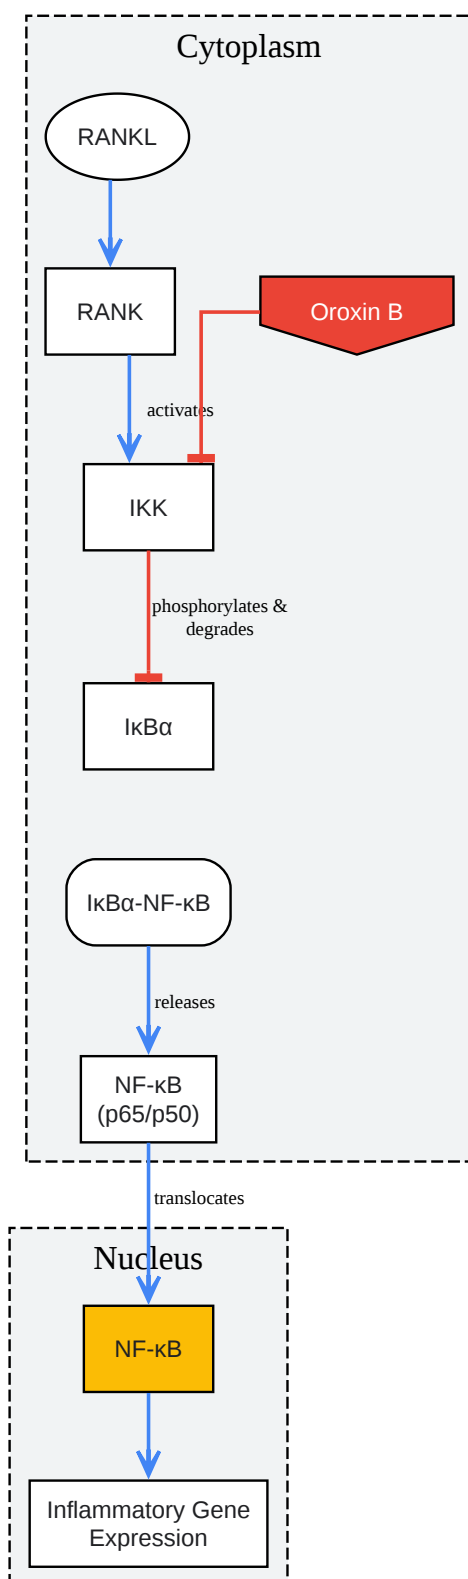 Cytoplasm
RANKL
RANK
Oroxin B
activates
IKK
phosphorylates &
degrades
IκBα
IκBα-NF-κB
releases
NF-κB
(p65/p50)
translocates
Nucleus
NF-κB
Inflammatory Gene
Expression